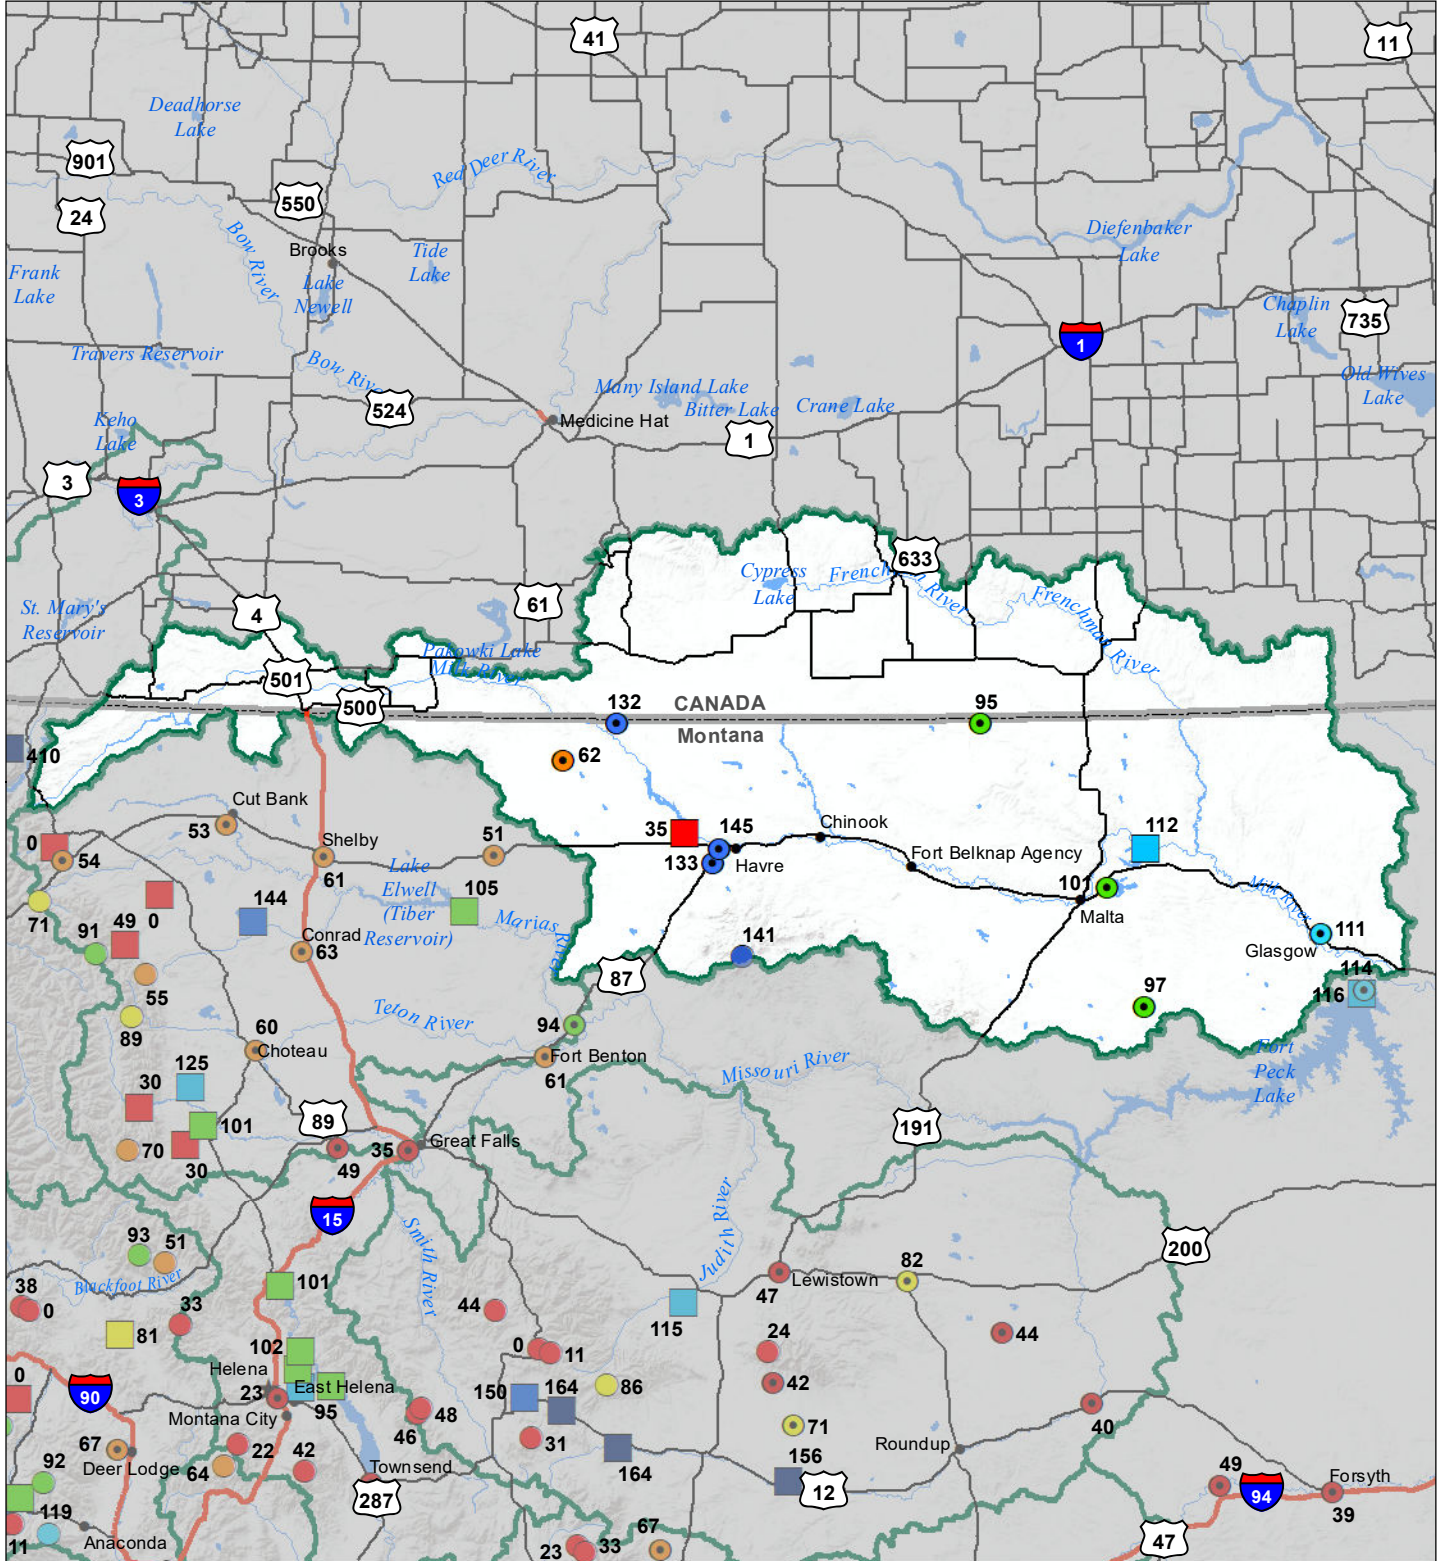 41
11
Deadhorse
Lake
901
Red Deer River
550
24
Bow River
Diefenbaker
Lake
Brooks
Tide
Lake
Frank
Lake
Lake
Newell
Chaplin
Lake
735
1
Travers Reservoir
Bow River
Old Wives
Lake
Many Island Lake
Bitter Lake
Crane Lake
524
Keho
Lake
Medicine Hat
1
3
3
633
Cypress
Lake
Frenchman River
61
4
Frenchman River
St. Mary's
Reservoir
Pakowki Lake
Milk River
501
500
132
CANADA
95
Montana
410
62
Cut Bank
53
Shelby
51
35
145
Chinook
112
0
54
61
133
Havre
Fort Belknap Agency
Lake
Elwell
(Tiber
Reservoir)
105
101
Milk River
71
0
144
Marias River
Malta
49
91
Conrad
63
141
111
Glasgow
87
114
55
97
116
89
Teton River
94
60
Choteau
Fort Benton
61
Missouri River
Fort
Peck
Lake
125
30
101
89
191
Great Falls
70
30
49
35
Judith River
15
Smith River
93
51
200
Blackfoot River
82
Lewistown
47
101
38
0
33
44
115
81
44
0
11
24
102
Helena
0
86
42
90
23
East Helena
150
164
95
48
40
Montana City
46
71
67
22
42
31
Roundup
Deer Lodge
64
Townsend
164
156
92
49
Forsyth
287
12
94
39
119
Anaconda
11
23
33
67
47